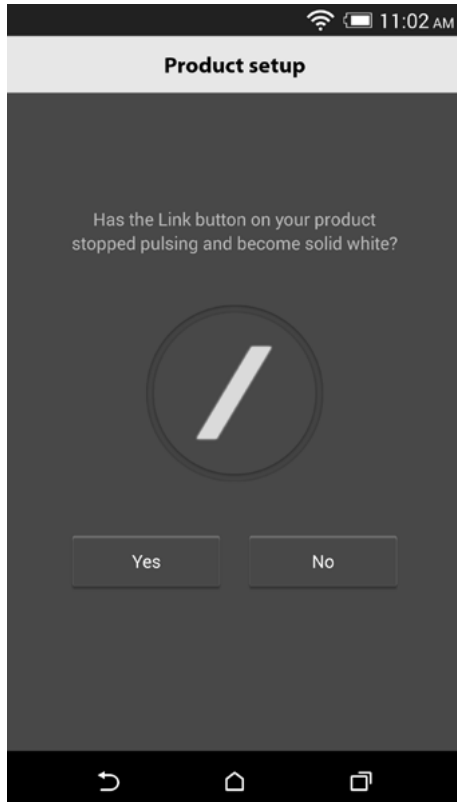 11:02 AM
Product setup
Has the Link button on your product
stopped pulsing and become solid white?
Yes
No